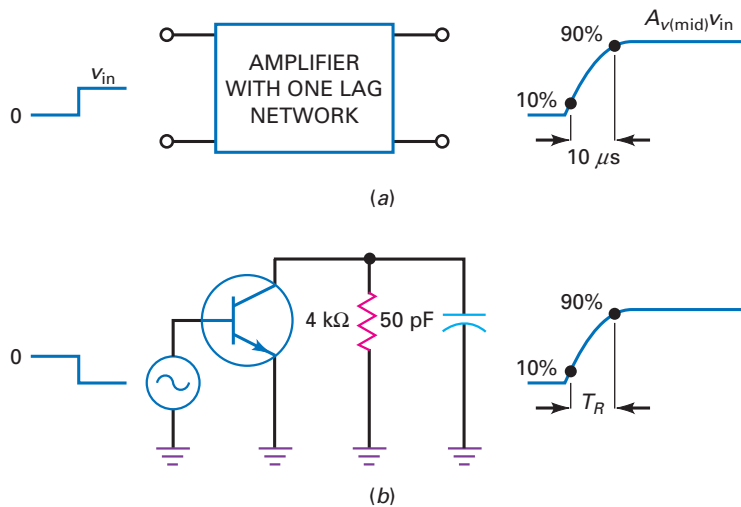 0
v_in
AMPLIFIER
WITH ONE LAG
NETWORK
90%
A_v(mid)v_in
10%
10 μs
(a)
0
4 kΩ
50 pF
90%
10%
T_R
(b)